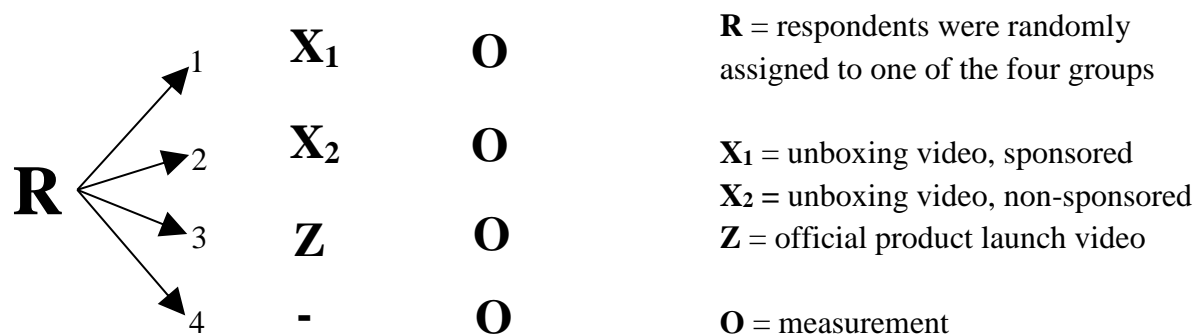 R
1 X₁ O
2 X₂ O
3 Z O
4 - O
R = respondents were randomly
assigned to one of the four groups
X₁ = unboxing video, sponsored
X₂ = unboxing video, non-sponsored
Z = official product launch video
O = measurement